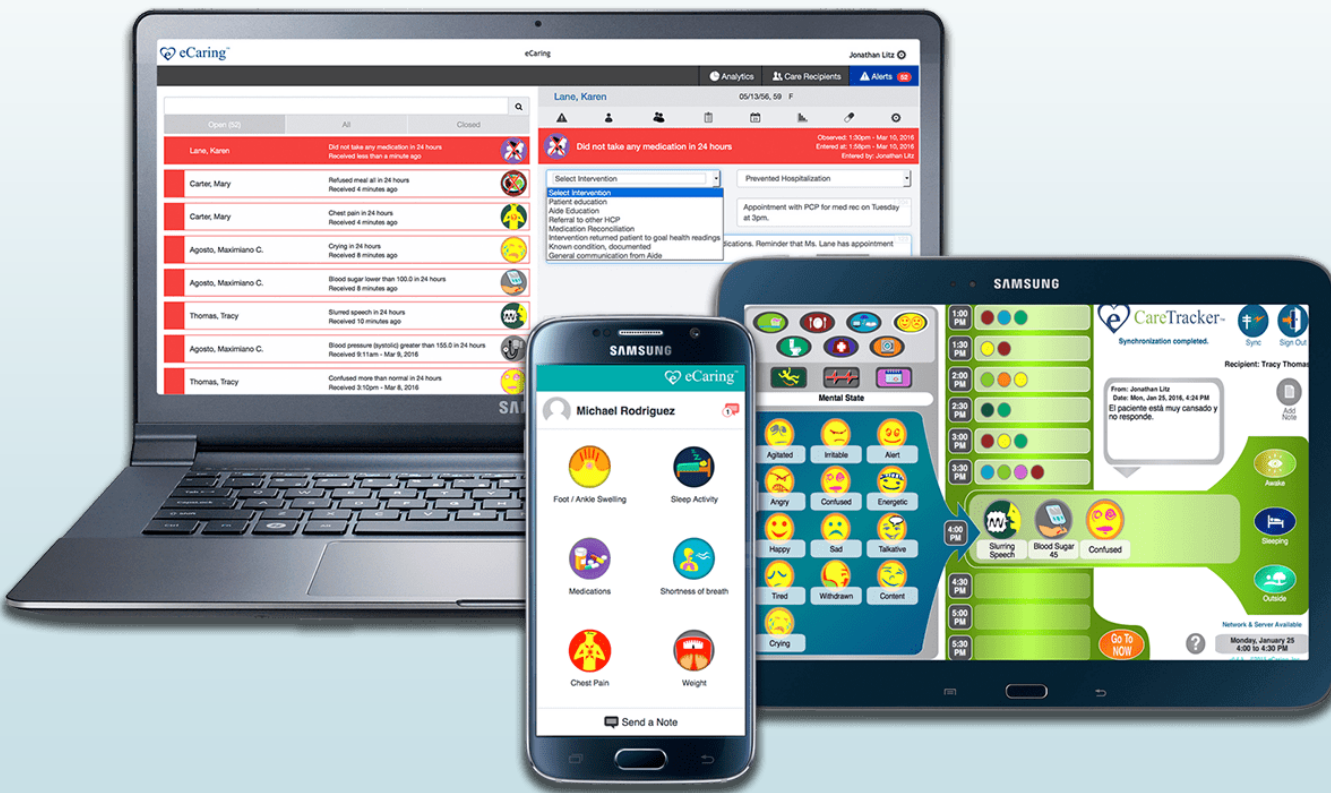 eCaring™
eCaring
Jonathan Litz
Analytics
Care Recipients
Alerts 52
Open (52)
All
Closed
Lane, Karen
Did not take any medication in 24 hours
Received less than a minute ago
Carter, Mary
Refused meal all in 24 hours
Received 4 minutes ago
Carter, Mary
Chest pain in 24 hours
Received 4 minutes ago
Agosto, Maximiano C.
Crying in 24 hours
Received 8 minutes ago
Agosto, Maximiano C.
Blood sugar lower than 100.0 in 24 hours
Received 8 minutes ago
Thomas, Tracy
Slurred speech in 24 hours
Received 10 minutes ago
Agosto, Maximiano C.
Blood pressure (systolic) greater than 155.0 in 24 hours
Received 9:11am - Mar 9, 2016
Thomas, Tracy
Confused more than normal in 24 hours
Received 3:10pm - Mar 8, 2016
Lane, Karen
05/13/56, 59 F
Did not take any medication in 24 hours
Observed: 1:30pm - Mar 10, 2016
Entered at: 1:58pm - Mar 10, 2016
Entered by: Jonathan Litz
Select Intervention
Select Intervention
Patient education
Aide Education
Referral to other HCP
Medication Reconciliation
Intervention returned patient to goal health readings
Known condition, documented
General communication from Aide
Prevented Hospitalization
Appointment with PCP for med rec on Tuesday
at 3pm.
dications. Reminder that Ms. Lane has appointment
SAMSUNG
eCaring™
Michael Rodriguez
1
Foot / Ankle Swelling
Sleep Activity
Medications
Shortness of breath
Chest Pain
Weight
Send a Note
SAMSUNG
Mental State
Agitated
Irritable
Alert
Angry
Confused
Energetic
Happy
Sad
Talkative
Tired
Withdrawn
Content
Crying
1:00
PM
1:30
PM
2:00
PM
2:30
PM
3:00
PM
3:30
PM
4:00
PM
4:30
PM
5:00
PM
5:30
PM
Slurring
Speech
Blood Sugar
45
Confused
CareTracker™
Synchronization completed.
Sync
Sign Out
Recipient: Tracy Thomas
From: Jonathan Litz
Date: Mon, Jan 25, 2016, 4:24 PM
El paciente está muy cansado y
no responde.
Add
Note
Awake
Sleeping
Outside
Network & Server Available
Go To
NOW
?
Monday, January 25
4:00 to 4:30 PM